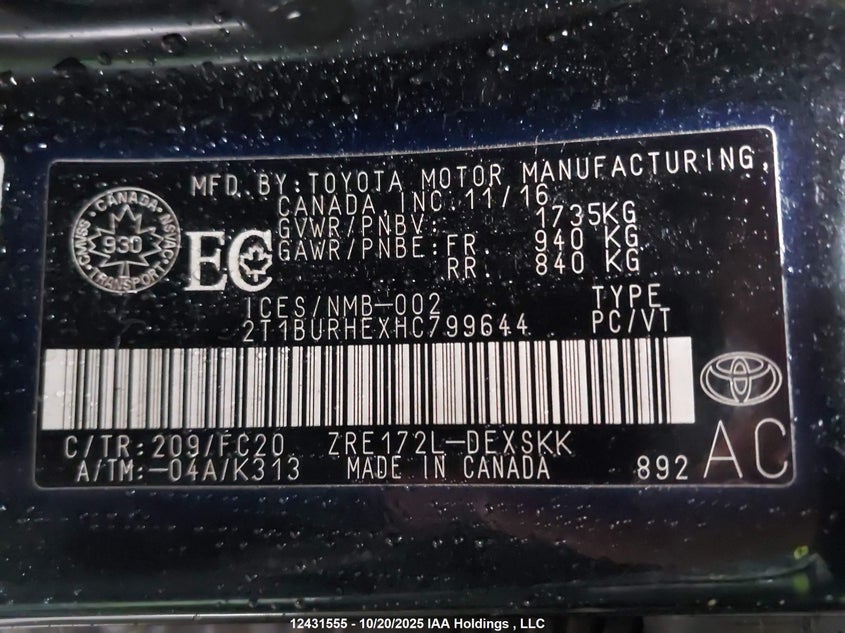 MFD. BY: TOYOTA MOTOR MANUFACTURING,
CANADA, INC. 11/16
GVWR/PNBV: 1735KG
GAWR/PNBE: FR. 940 KG
RR. 840 KG
CANADA
930
TRANSPORT
EC
ICES/NMB-002 TYPE
2T1BURHEXHC799644 PC/VT
C/TR: 209/FC20 ZRE172L-DEXSKK
A/TM: -04A/K313 MADE IN CANADA 892 AC
12431555 - 10/20/2025 IAA Holdings , LLC